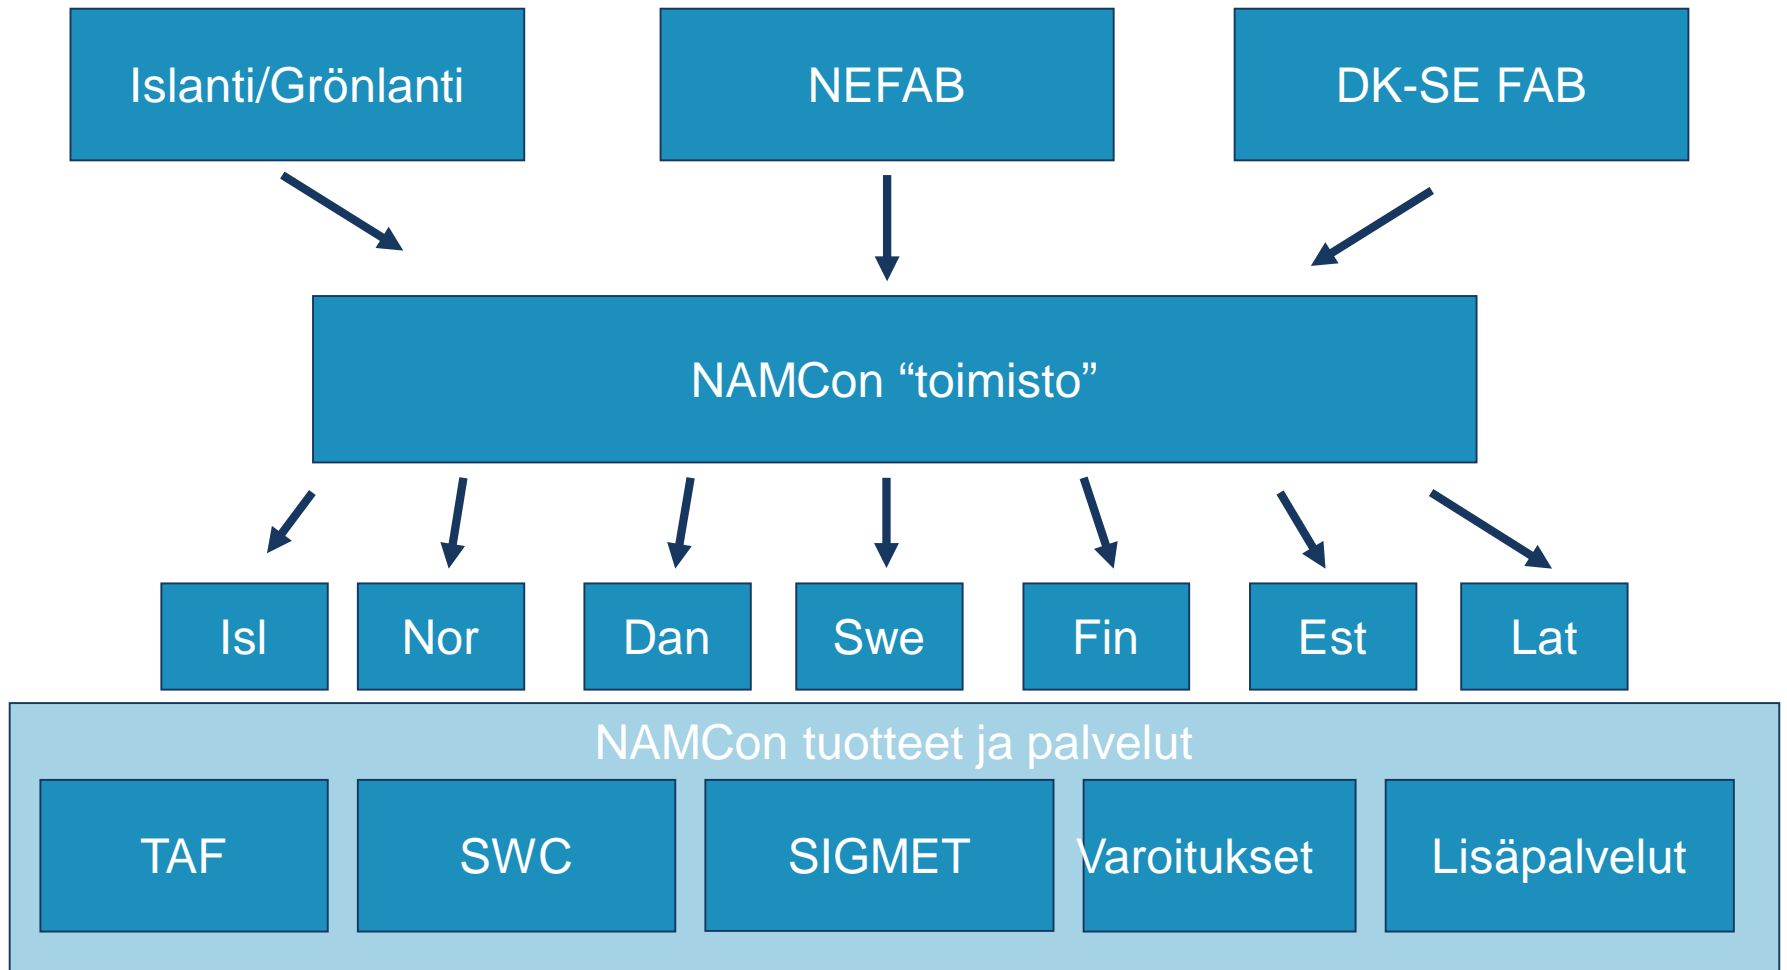 Islanti/Grönlanti
NEFAB
DK-SE FAB
NAMCon “toimisto”
Isl
Nor
Dan
Swe
Fin
Est
Lat
NAMCon tuotteet ja palvelut
TAF
SWC
SIGMET
Varoitukset
Lisäpalvelut